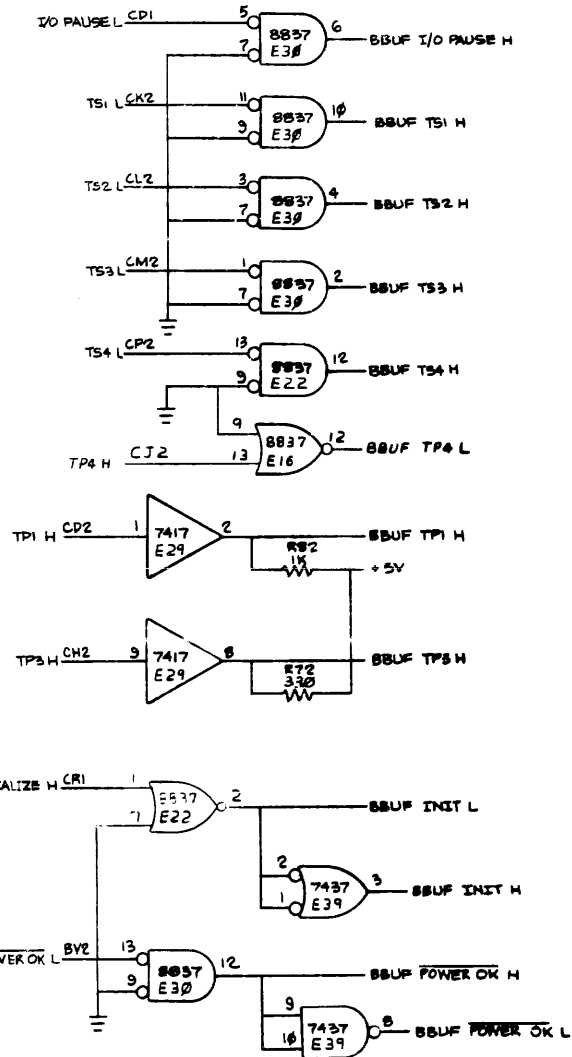 I/O PAUSE L CD1 5 8837 E30 7 6 BBUF I/O PAUSE H
TS1 L CK2 11 8837 E30 9 10 BBUF TS1 H
TS2 L CL2 3 8837 E30 7 4 BBUF TS2 H
TS3 L CM2 1 8837 E30 7 2 BBUF TS3 H
TS4 L CP2 13 8837 E22 9 12 BBUF TS4 H
9 8837 E16 12 BBUF TP4 L
TP4 H CJ2 13
TP1 H CD2 1 7417 E29 2 BBUF TP1 H
R82 1K +5V
TP3 H CH2 9 7417 E29 8 BBUF TP3 H
R72 330
ALIZE H CR1 1 8837 E22 7 2 BBUF INIT L
2 7437 E39 1 3 BBUF INIT H
WER OK L BV2 13 8837 E30 9 12 BBUF POWER OK H
9 7437 E39 10 8 BBUF POWER OK L